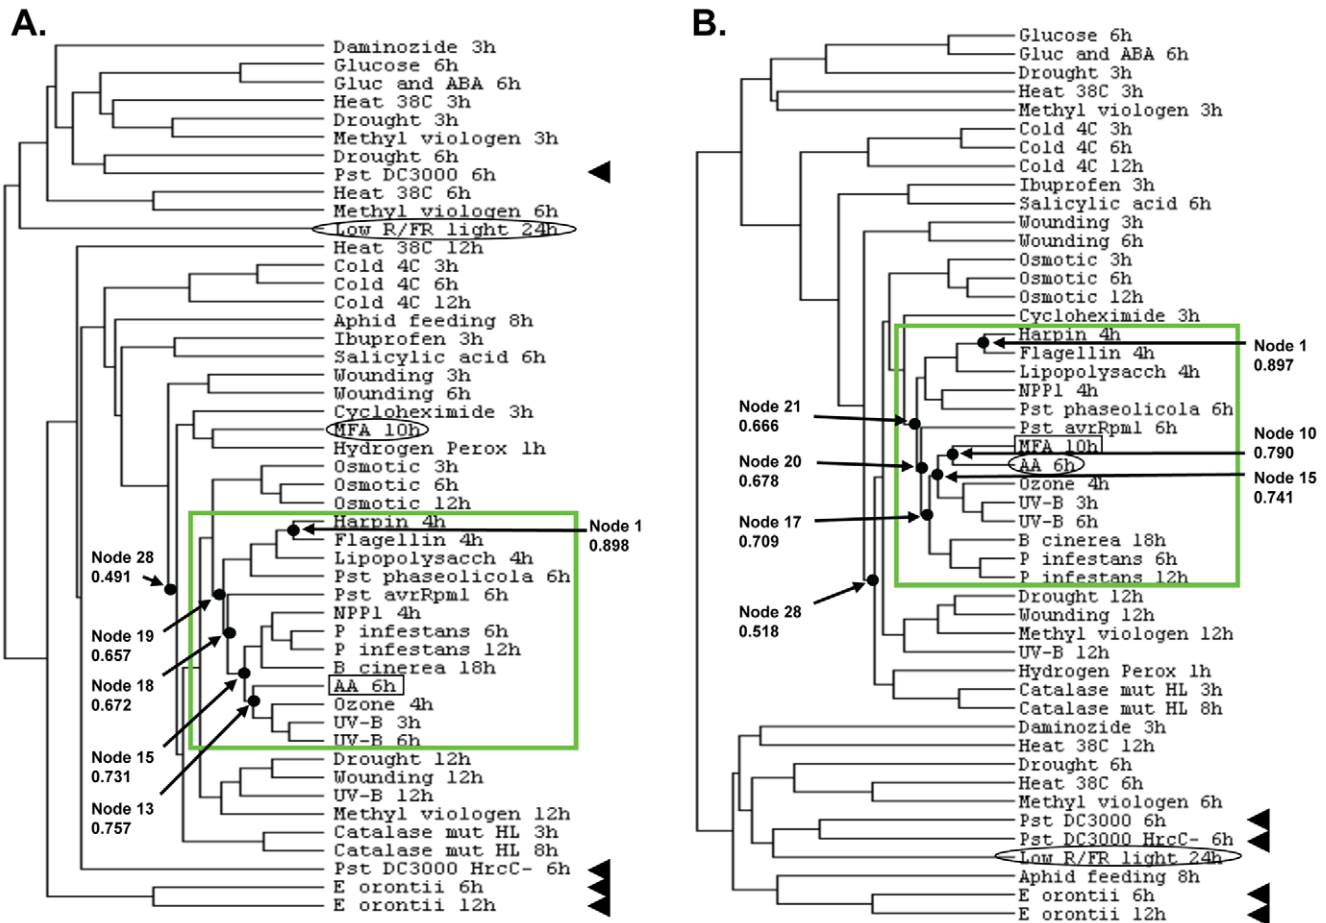 A.
Daminozide 3h
Glucose 6h
Gluc and ABA 6h
Heat 38C 3h
Drought 3h
Methyl viologen 3h
Drought 6h
Pst DC3000 6h
Heat 38C 6h
Methyl viologen 6h
Low R/FR light 24h
Heat 38C 12h
Cold 4C 3h
Cold 4C 6h
Cold 4C 12h
Aphid feeding 8h
Ibuprofen 3h
Salicylic acid 6h
Wounding 3h
Wounding 6h
Cycloheximide 3h
MFA 10h
Hydrogen Perox 1h
Osmotic 3h
Osmotic 6h
Osmotic 12h
Harpin 4h
Flagellin 4h
Lipopolysacch 4h
Pst phaseolicola 6h
Pst avrRpm1 6h
NPP1 4h
P infestans 6h
P infestans 12h
B cinerea 18h
AA 6h
Ozone 4h
UV-B 3h
UV-B 6h
Drought 12h
Wounding 12h
UV-B 12h
Methyl viologen 12h
Catalase mut HL 3h
Catalase mut HL 8h
Pst DC3000 HrcC- 6h
E orontii 6h
E orontii 12h
Node 1
0.898
Node 28
0.491
Node 19
0.657
Node 18
0.672
Node 15
0.731
Node 13
0.757
B.
Glucose 6h
Gluc and ABA 6h
Drought 3h
Heat 38C 3h
Methyl viologen 3h
Cold 4C 3h
Cold 4C 6h
Cold 4C 12h
Ibuprofen 3h
Salicylic acid 6h
Wounding 3h
Wounding 6h
Osmotic 3h
Osmotic 6h
Osmotic 12h
Cycloheximide 3h
Harpin 4h
Flagellin 4h
Lipopolysacch 4h
NPP1 4h
Pst phaseolicola 6h
Pst avrRpm1 6h
MFA 10h
AA 6h
Ozone 4h
UV-B 3h
UV-B 6h
B cinerea 18h
P infestans 6h
P infestans 12h
Drought 12h
Wounding 12h
Methyl viologen 12h
UV-B 12h
Hydrogen Perox 1h
Catalase mut HL 3h
Catalase mut HL 8h
Daminozide 3h
Heat 38C 12h
Drought 6h
Heat 38C 6h
Methyl viologen 6h
Pst DC3000 6h
Pst DC3000 HrcC- 6h
Low R/FR light 24h
Aphid feeding 8h
E orontii 6h
E orontii 12h
Node 1
0.897
Node 21
0.666
Node 10
0.790
Node 20
0.678
Node 15
0.741
Node 17
0.709
Node 28
0.518